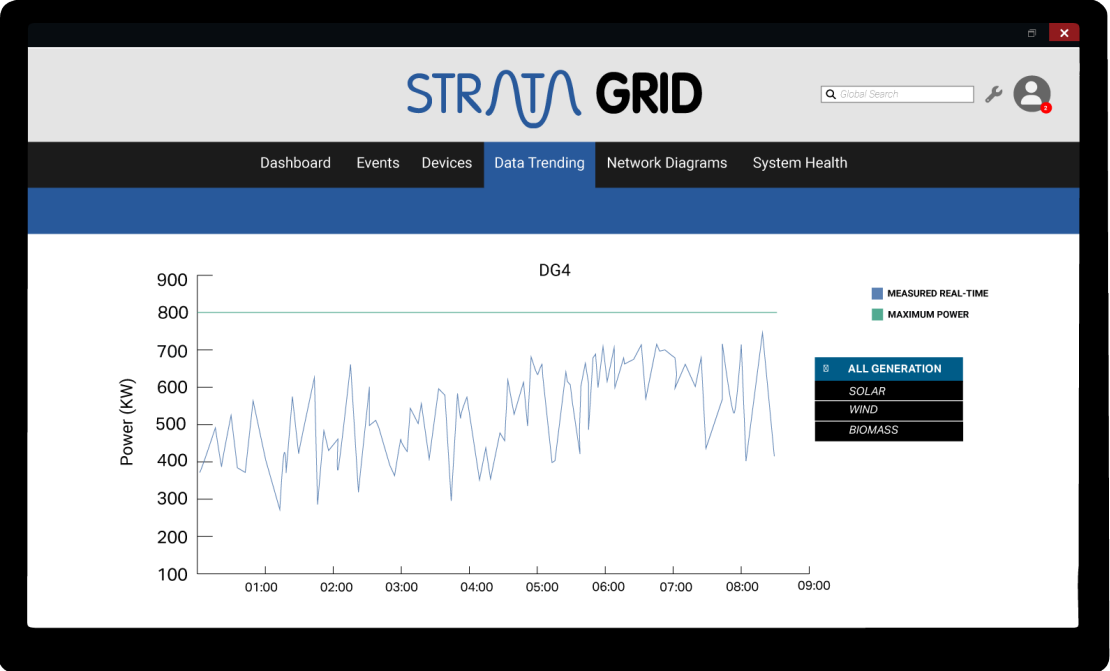 STRATA GRID
Global Search
2
Dashboard Events Devices Data Trending Network Diagrams System Health
DG4
900
800
700
600
500
400
300
200
100
Power (KW)
01:00 02:00 03:00 04:00 05:00 06:00 07:00 08:00 09:00
MEASURED REAL-TIME
MAXIMUM POWER
ALL GENERATION
SOLAR
WIND
BIOMASS